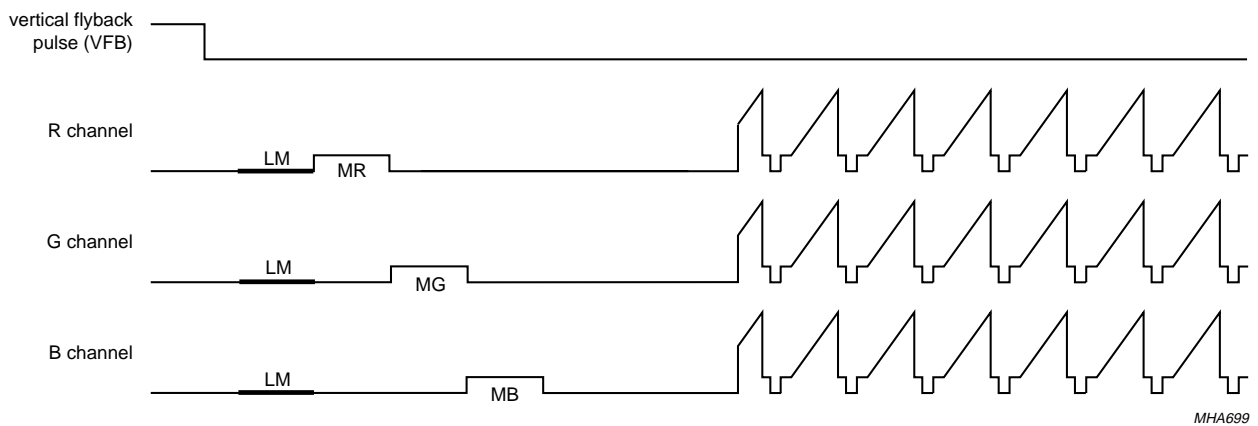 vertical flyback
pulse (VFB)
R channel
LM
MR
G channel
LM
MG
B channel
LM
MB
MHA699